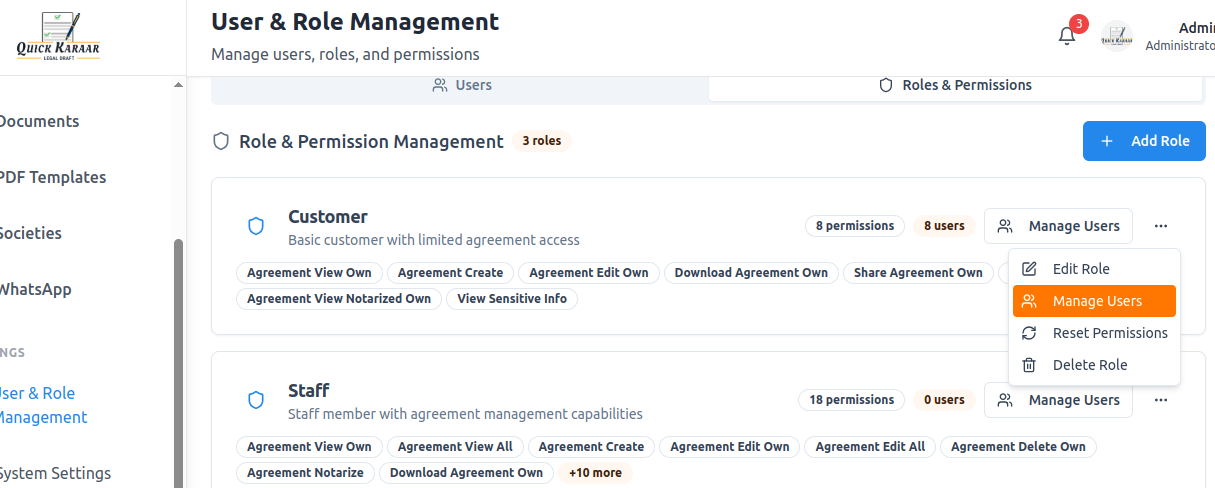 QUICK KARAAR
LEGAL DRAFT
User & Role Management
Manage users, roles, and permissions
3
Admin
Administrato
Documents
PDF Templates
Societies
WhatsApp
NGS
User & Role
Management
System Settings
Users
Roles & Permissions
Role & Permission Management
3 roles
Add Role
Customer
Basic customer with limited agreement access
8 permissions
8 users
Manage Users
...
Agreement View Own
Agreement Create
Agreement Edit Own
Download Agreement Own
Share Agreement Own
Agreement View Notarized Own
View Sensitive Info
Edit Role
Manage Users
Reset Permissions
Delete Role
Staff
Staff member with agreement management capabilities
18 permissions
0 users
Manage Users
...
Agreement View Own
Agreement View All
Agreement Create
Agreement Edit Own
Agreement Edit All
Agreement Delete Own
Agreement Notarize
Download Agreement Own
+10 more